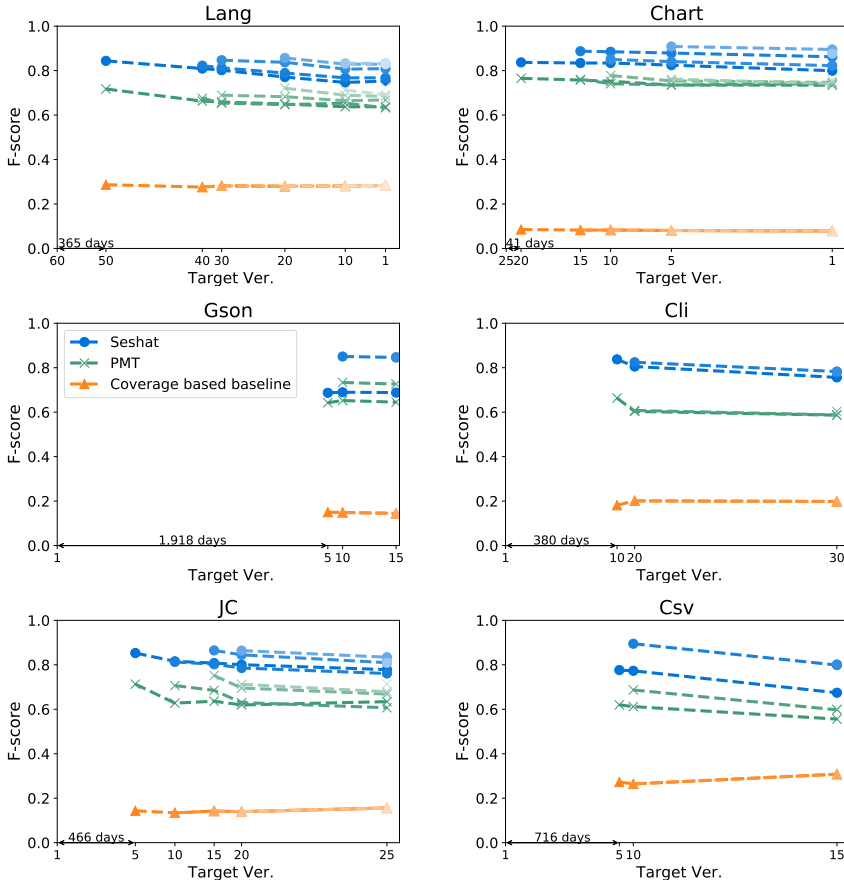 Lang
1.0
0.8
0.6
0.4
0.2
0.0
F-score
365 days
60 50 40 30 20 10 1
Target Ver.
Chart
1.0
0.8
0.6
0.4
0.2
0.0
F-score
41 days
25 20 15 10 5 1
Target Ver.
Gson
1.0
0.8
0.6
0.4
0.2
0.0
F-score
Seshat
PMT
Coverage based baseline
1,918 days
1 5 10 15
Target Ver.
Cli
1.0
0.8
0.6
0.4
0.2
0.0
F-score
380 days
1 10 20 30
Target Ver.
JC
1.0
0.8
0.6
0.4
0.2
0.0
F-score
466 days
1 5 10 15 20 25
Target Ver.
Csv
1.0
0.8
0.6
0.4
0.2
0.0
F-score
716 days
1 5 10 15
Target Ver.